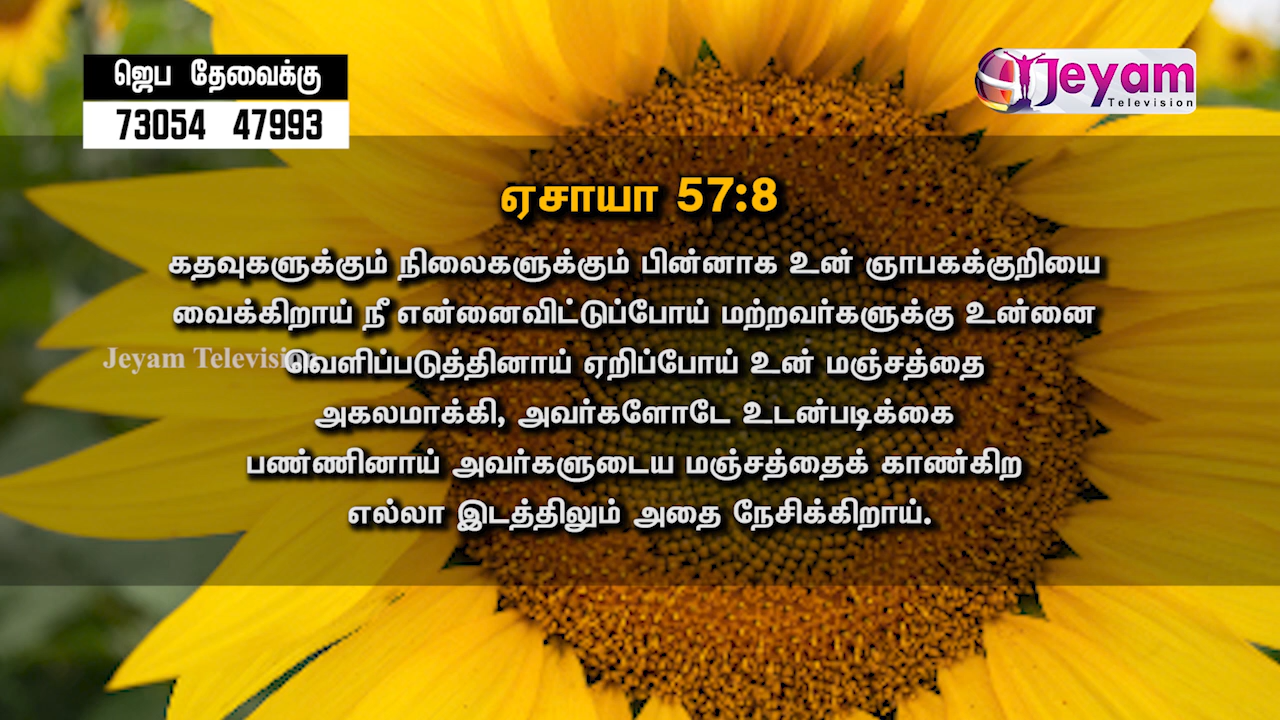 ஜெப தேவைக்கு
73054 47993
Jeyam
Television
ஏசாயா 57:8
கதவுகளுக்கும் நிலைகளுக்கும் பின்னாக உன் ஞாபகக்குறியை
வைக்கிறாய் நீ என்னைவிட்டுப்போய் மற்றவர்களுக்கு உன்னை
Jeyam Television
வெளிப்படுத்தினாய் ஏறிப்போய் உன் மஞ்சத்தை
அகலமாக்கி, அவர்களோடே உடன்படிக்கை
பண்ணினாய் அவர்களுடைய மஞ்சத்தைக் காண்கிற
எல்லா இடத்திலும் அதை நேசிக்கிறாய்.